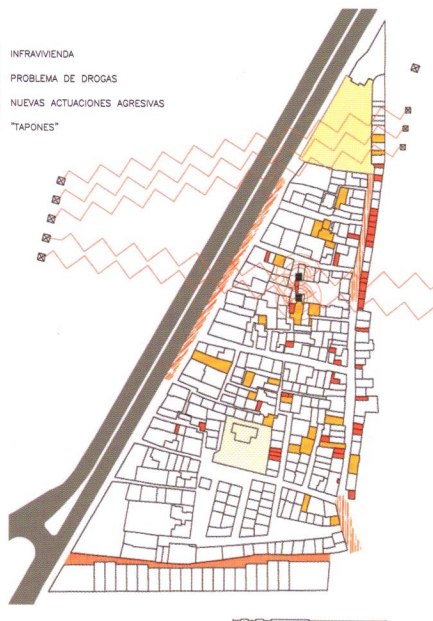 INFRAVIVIENDA
PROBLEMA DE DROGAS
NUEVAS ACTUACIONES AGRESIVAS
"TAPONES"